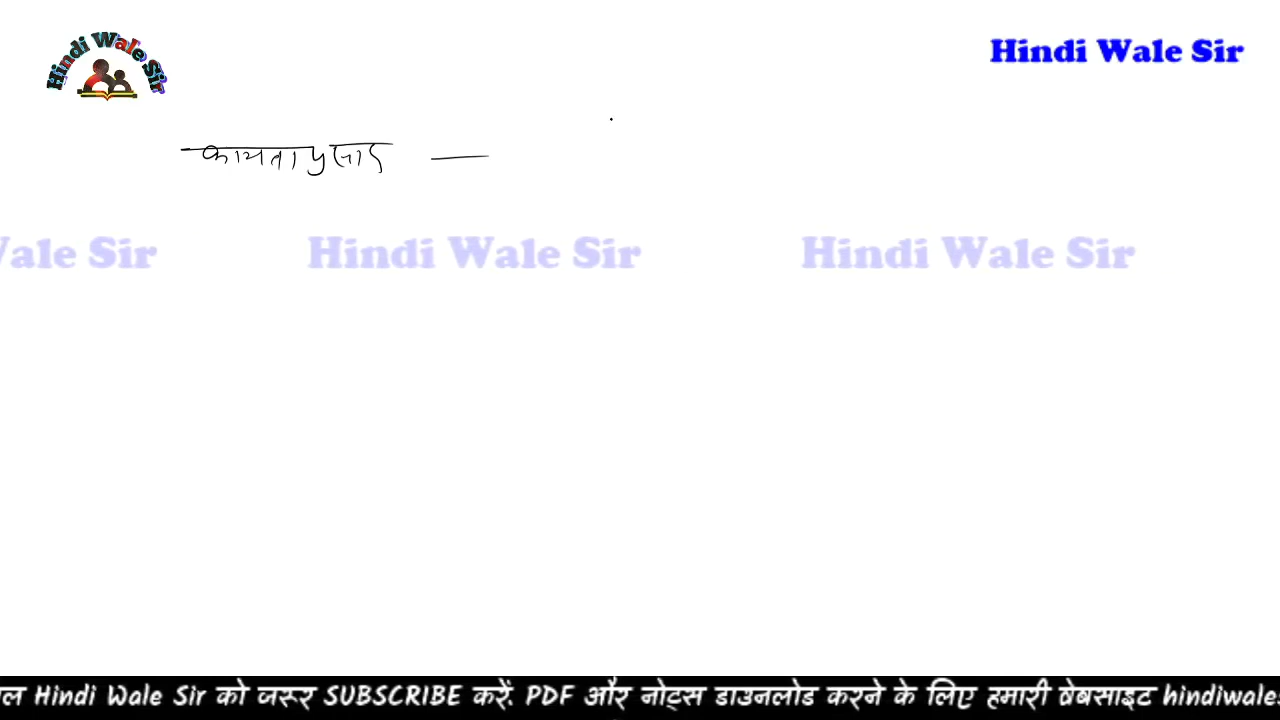 Hindi Wale Sir
Hindi Wale Sir
कायताप्रसाद —
Wale Sir Hindi Wale Sir Hindi Wale Sir
ल Hindi Wale Sir को जरूर SUBSCRIBE करें. PDF और नोट्स डाउनलोड करने के लिए हमारी वेबसाइट hindiwales